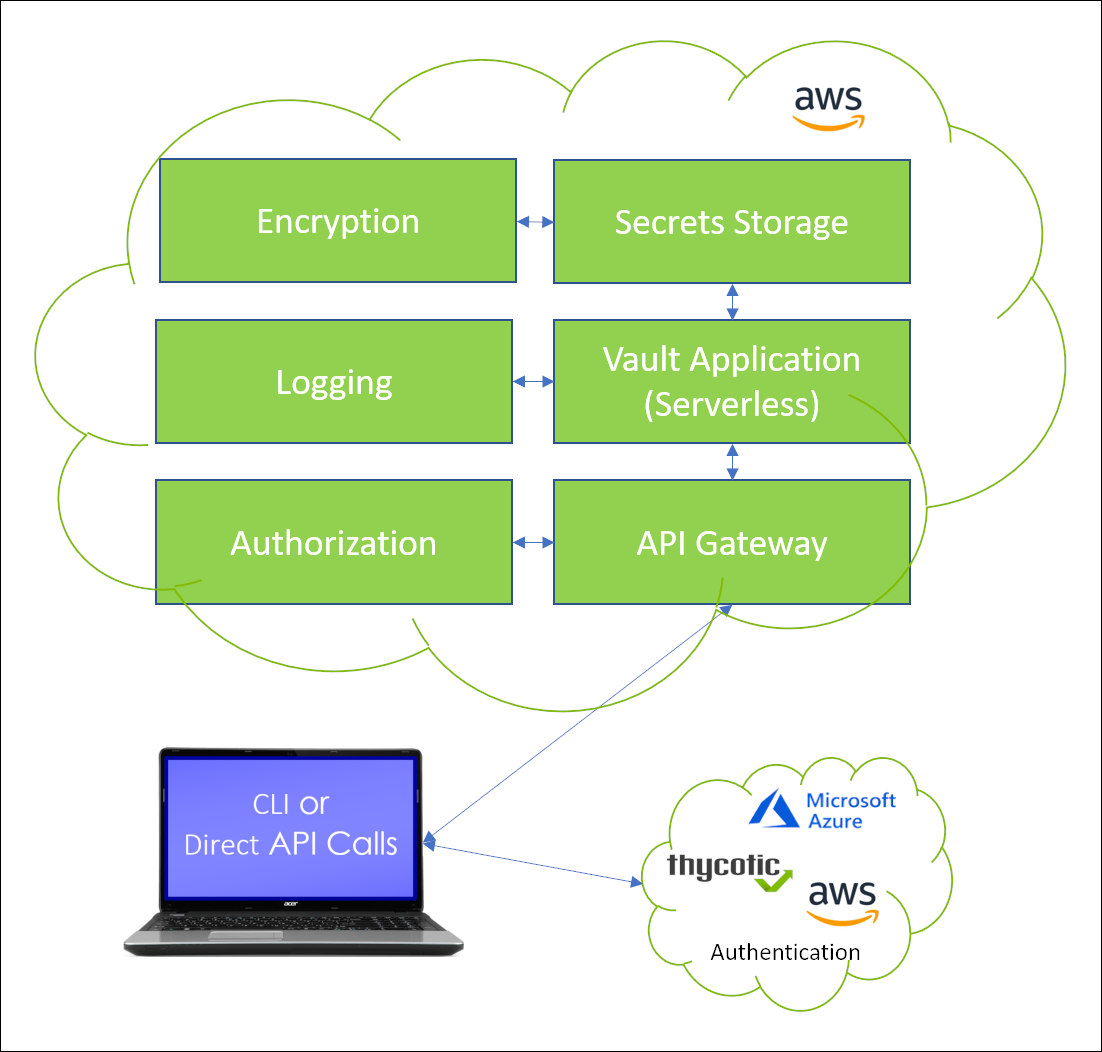 aws
Encryption
Secrets Storage
Logging
Vault Application
(Serverless)
Authorization
API Gateway
CLI or
Direct API Calls
acer
Microsoft
Azure
thycotic
aws
Authentication